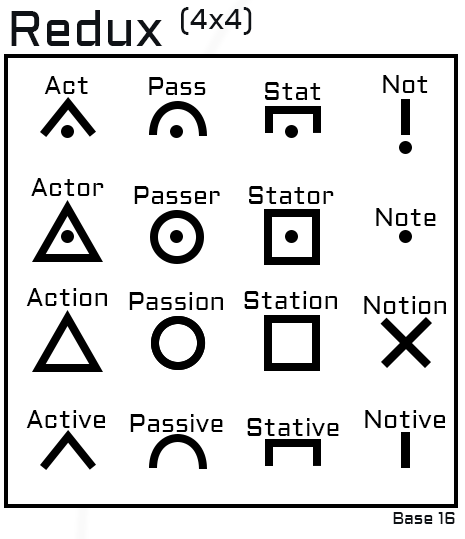 Redux (4x4)
Act Pass Stat Not
Actor Passer Stator Note
Action Passion Station Notion
Active Passive Stative Notive
Base 16